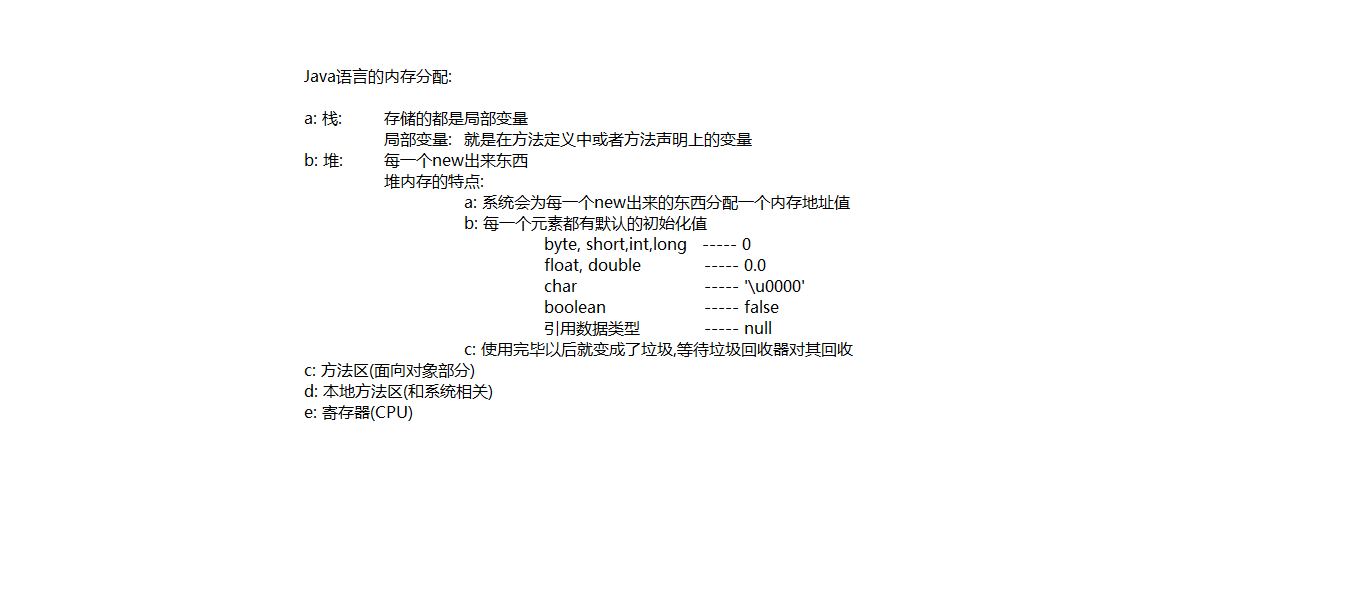 Java语言的内存分配:
a: 栈: 存储的都是局部变量
局部变量: 就是在方法定义中或者方法声明上的变量
b: 堆: 每一个new出来东西
堆内存的特点:
a: 系统会为每一个new出来的东西分配一个内存地址值
b: 每一个元素都有默认的初始化值
byte, short,int,long ----- 0
float, double ----- 0.0
char ----- '\u0000'
boolean ----- false
引用数据类型 ----- null
c: 使用完毕以后就变成了垃圾,等待垃圾回收器对其回收
c: 方法区(面向对象部分)
d: 本地方法区(和系统相关)
e: 寄存器(CPU)